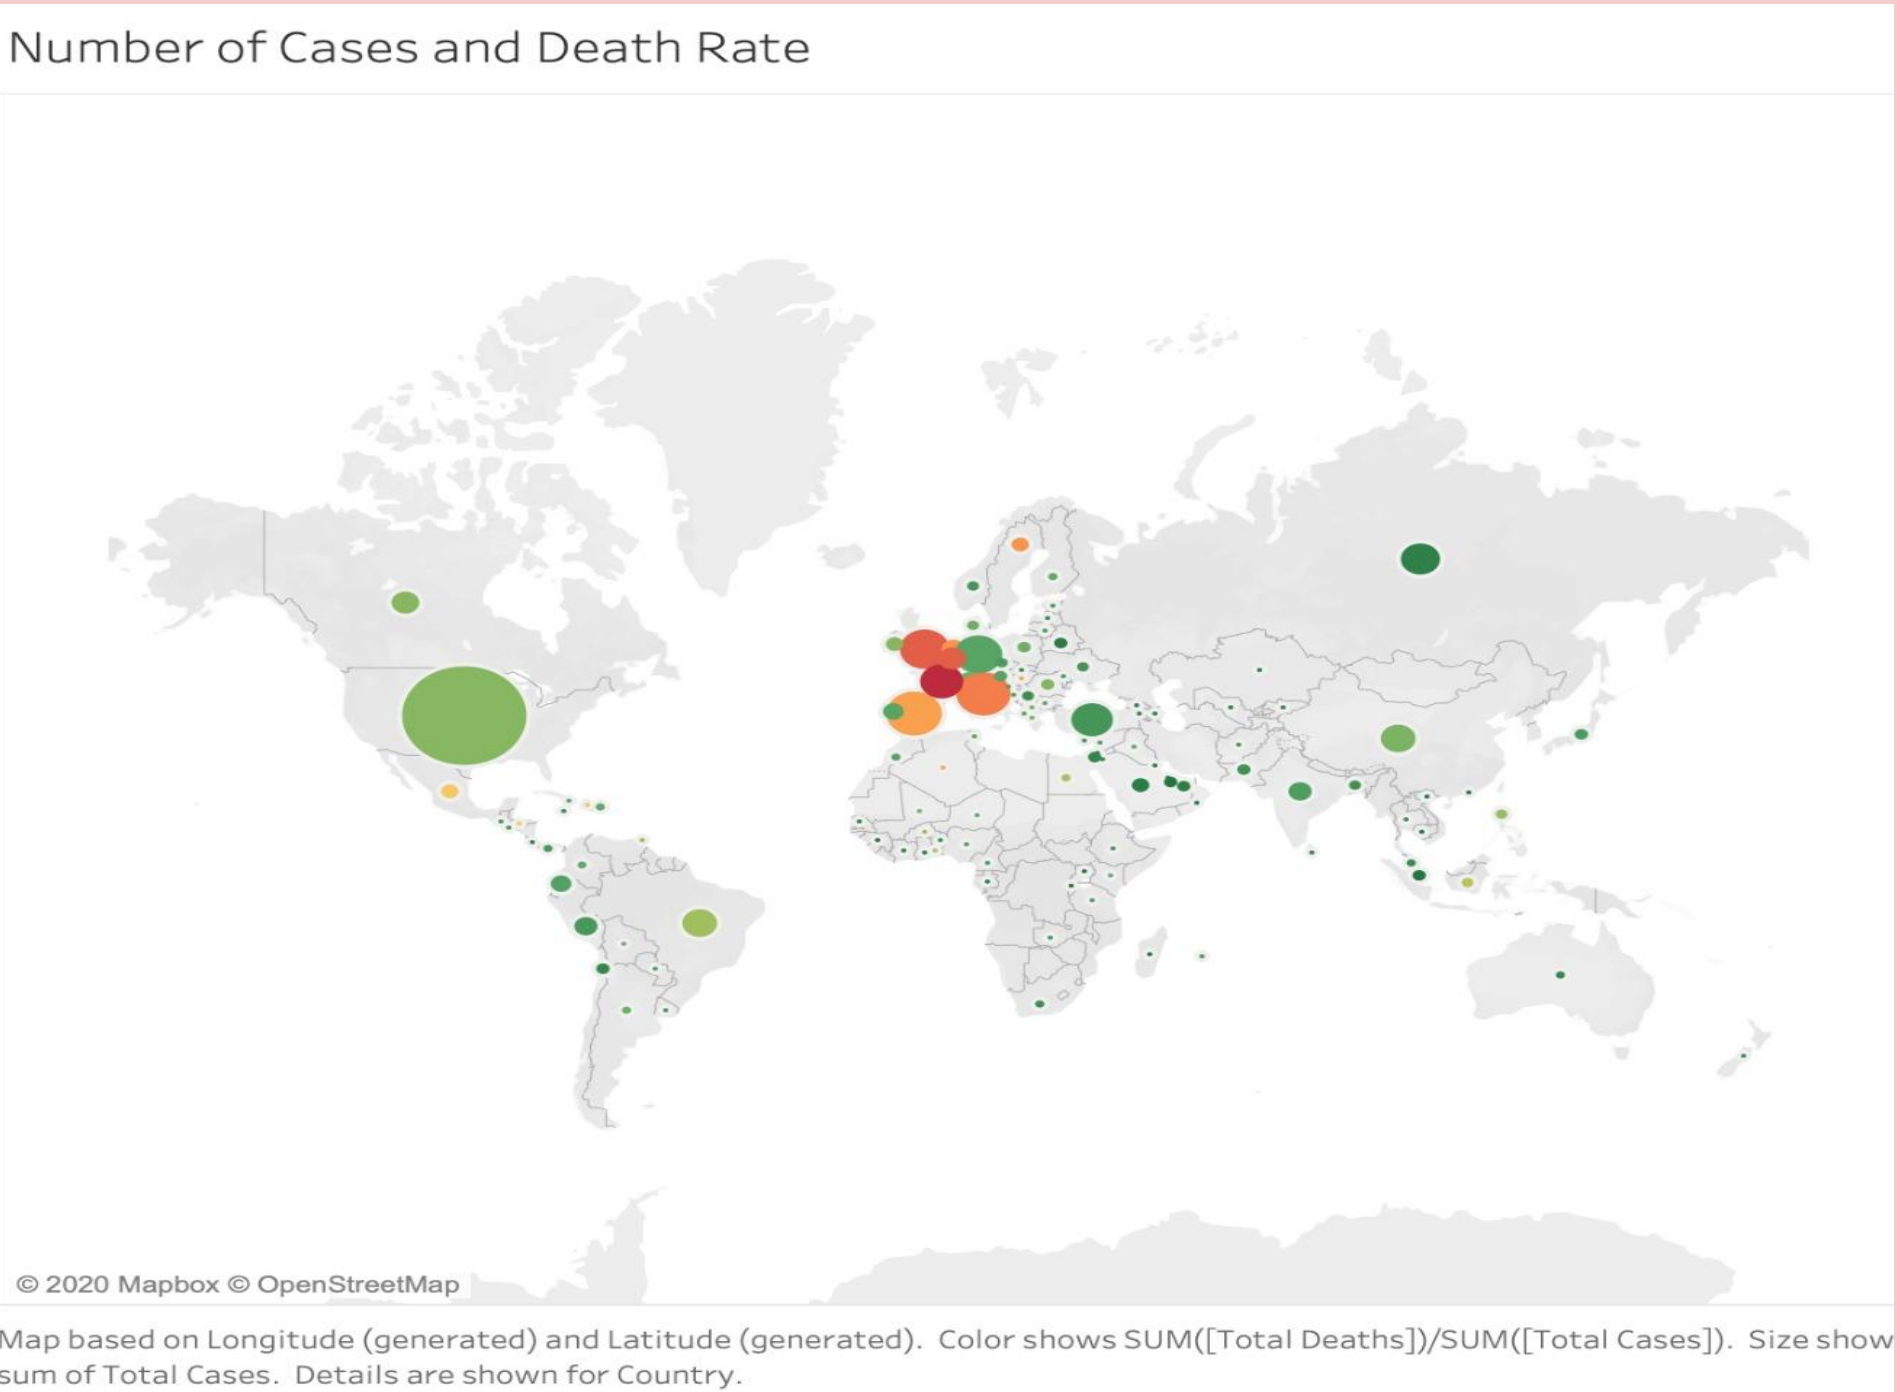 Number of Cases and Death Rate
© 2020 Mapbox © OpenStreetMap
Map based on Longitude (generated) and Latitude (generated). Color shows SUM([Total Deaths])/SUM([Total Cases]). Size show
sum of Total Cases. Details are shown for Country.